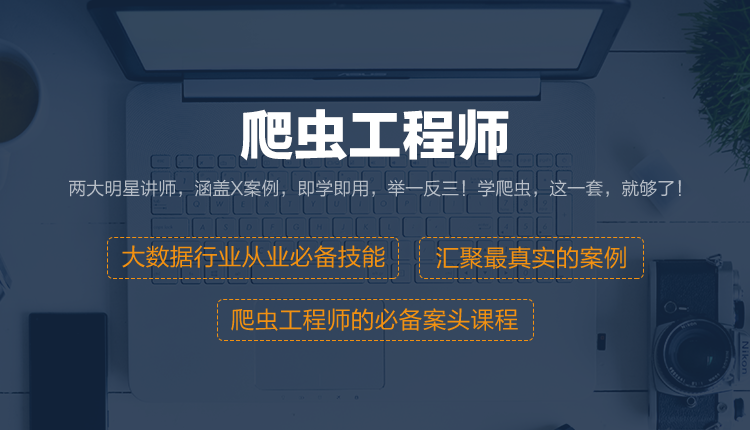 爬虫工程师
两大明星讲师，涵盖X案例，即学即用，举一反三！学爬虫，这一套，就够了！
大数据行业从业必备技能 汇聚最真实的案例
爬虫工程师的必备案头课程
Nikon